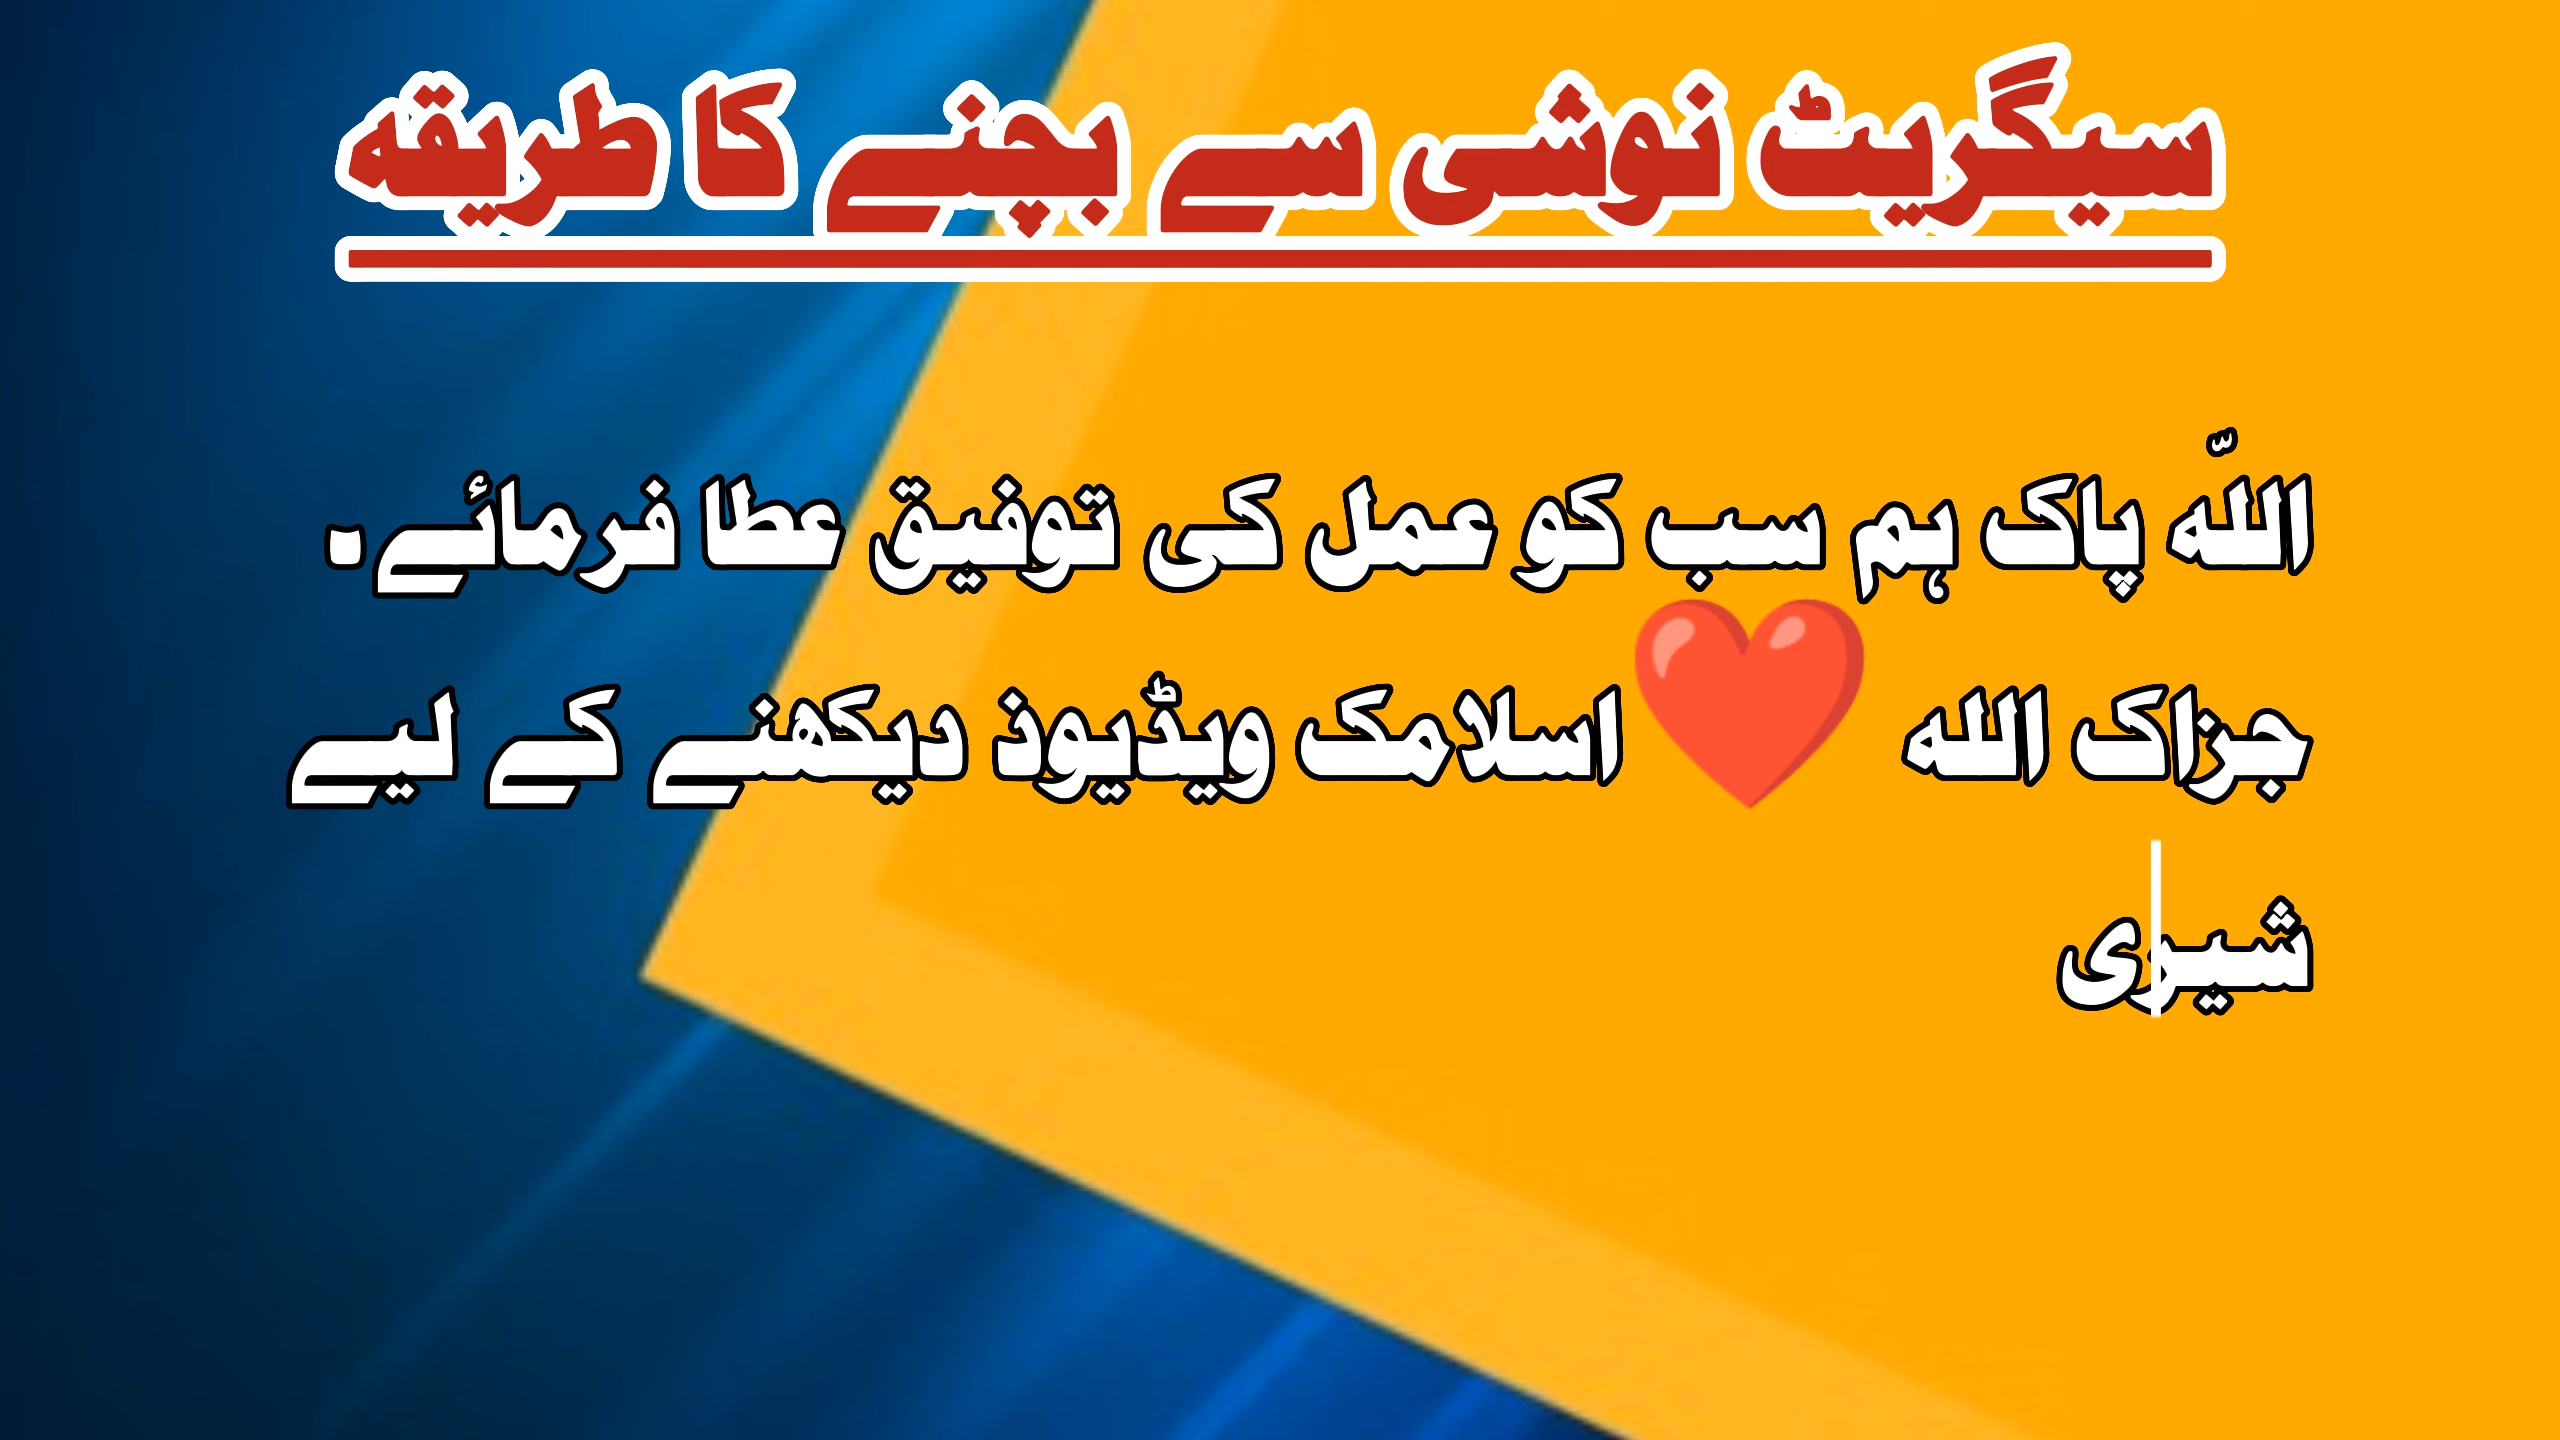 سیگریٹ نوشی سے بچنے کا طریقہ
اللّٰہ پاک ہم سب کو عمل کی توفیق عطا فرمائے۔
جزاک اللہ ❤️اسلامک ویڈیوذ دیکھنے کے لیے
شیری